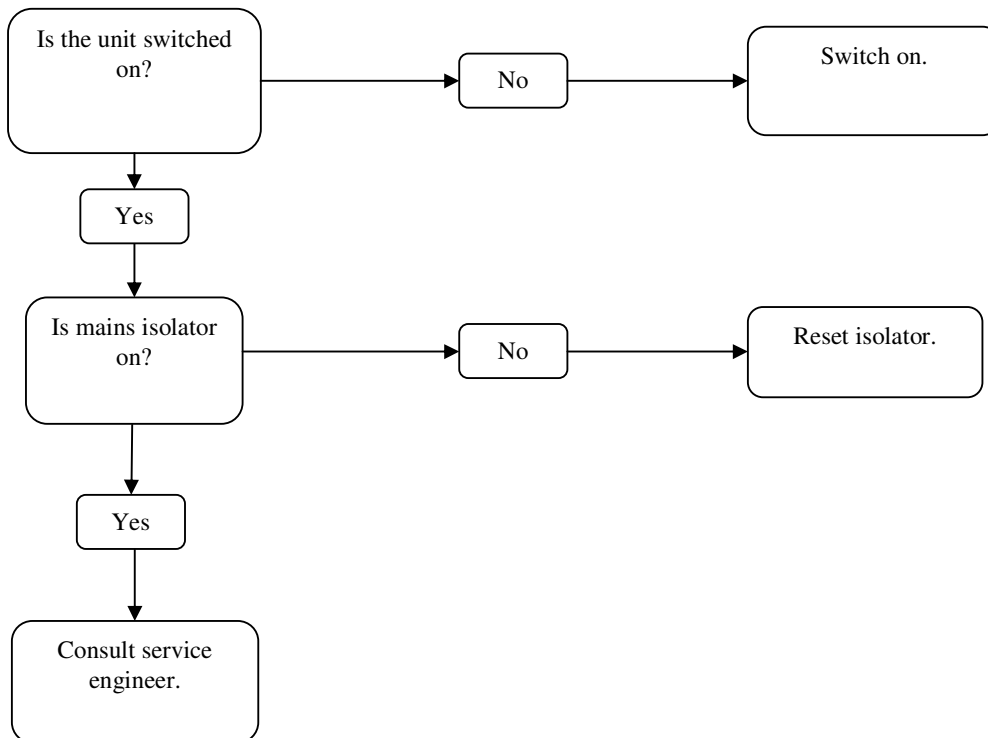 Is the unit switched
on?
No
Switch on.
Yes
Is mains isolator
on?
No
Reset isolator.
Yes
Consult service
engineer.